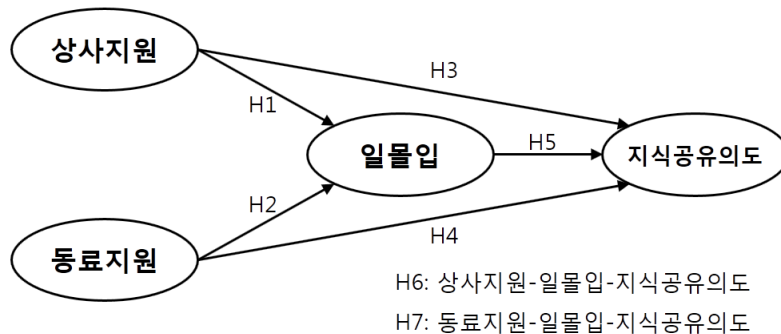 상사지원
H3
H1
일몰입
H5
지식공유의도
H2
동료지원
H4
H6: 상사지원-일몰입-지식공유의도
H7: 동료지원-일몰입-지식공유의도